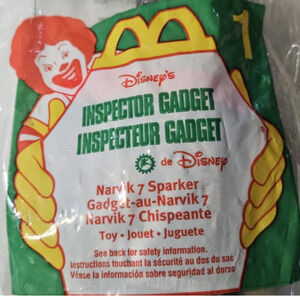 1
Disney's
INSPECTOR GADGET
INSPECTEUR GADGET
de Disney
Narvik 7 Sparker
Gadget-au-Narvik 7
Narvik 7 Chispeante
Toy • Jouet • Juguete
See back for safety information.
Instructions touchant la sécurité au dos du sac
Véase la información sobre seguridad al dorso